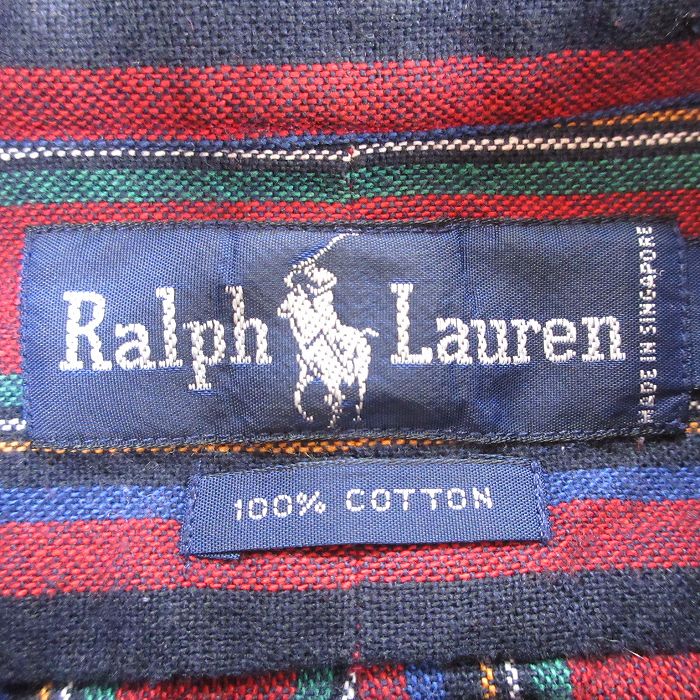 Ralph Lauren
MADE IN SINGAPORE
100% COTTON